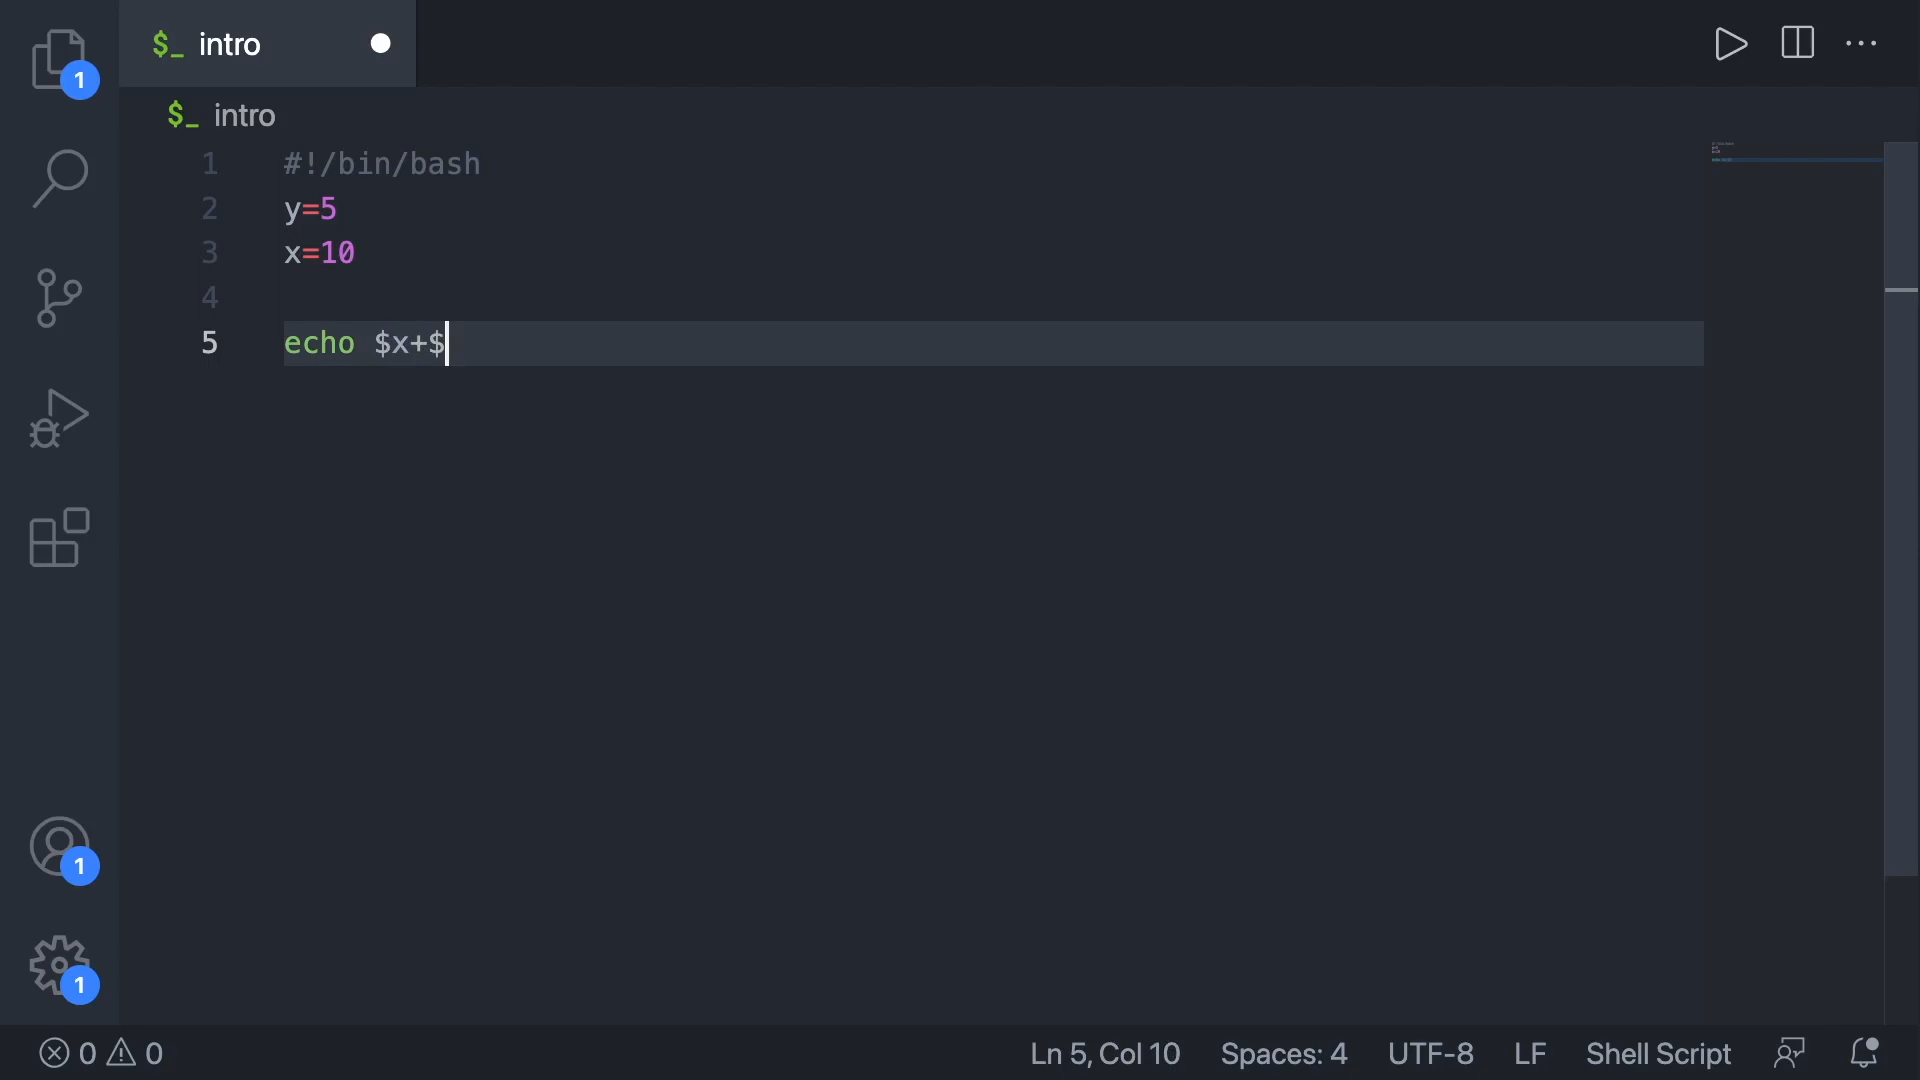 1
$_ intro
$_ intro
1 #!/bin/bash
2 y=5
3 x=10
4
5 echo $x+$
1
1
0 0
Ln 5, Col 10 Spaces: 4 UTF-8 LF Shell Script